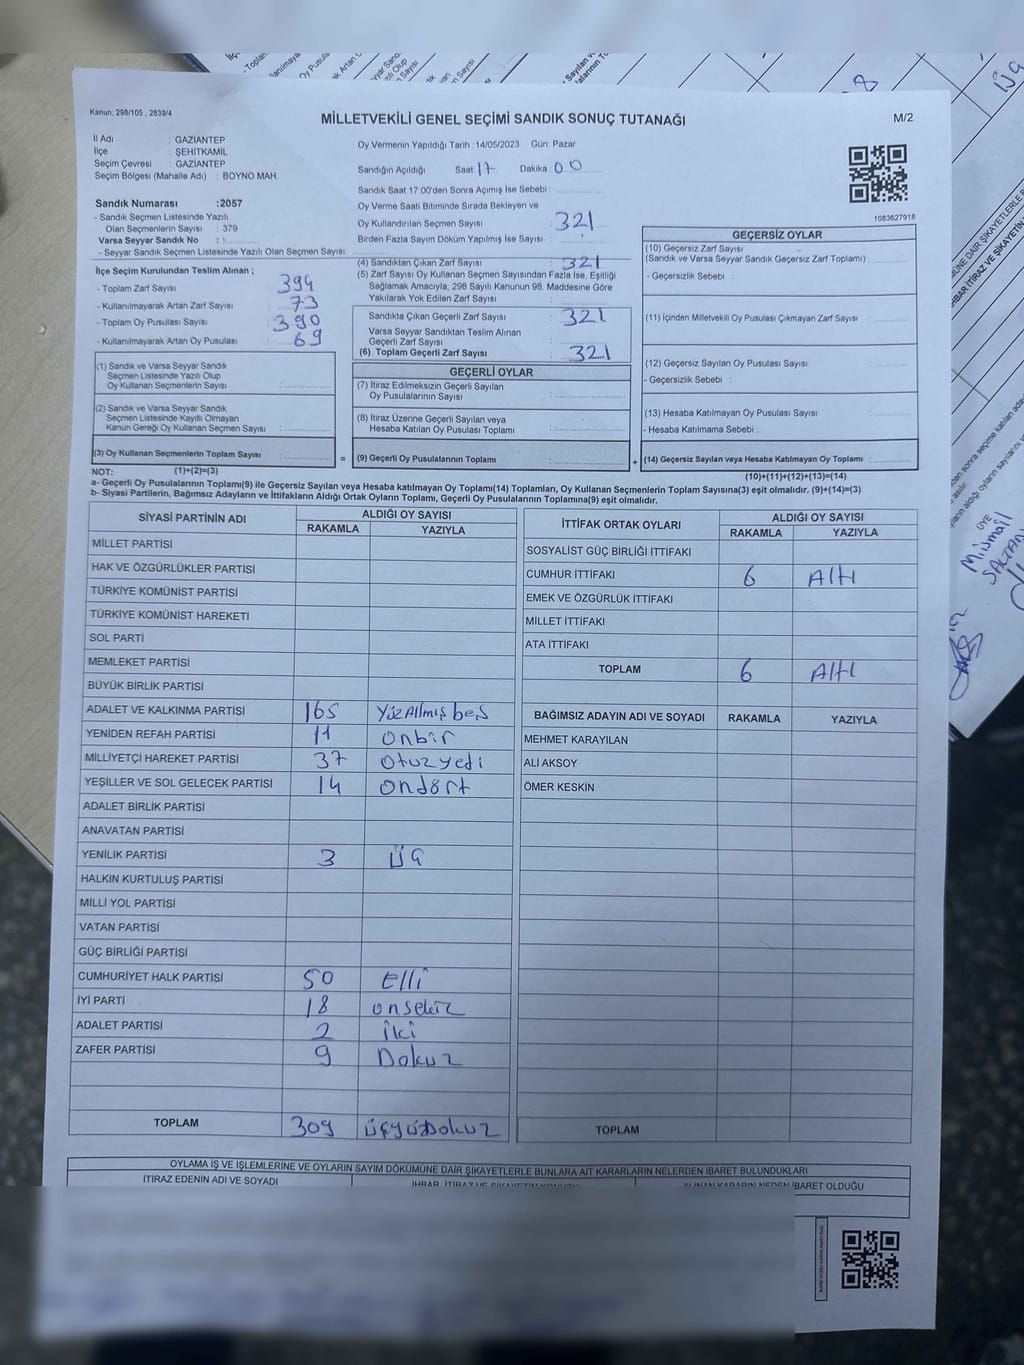 Kanun: 298/105 , 2839/4
MİLLETVEKİLİ GENEL SEÇİMİ SANDIK SONUÇ TUTANAĞI
M/2
İl Adı : GAZİANTEP
İlçe : ŞEHİTKAMİL
Seçim Çevresi : GAZİANTEP
Seçim Bölgesi (Mahalle Adı) : BOYNO MAH.
Oy Vermenin Yapıldığı Tarih :14/05/2023 Gün: Pazar
Sandığın Açıldığı Saat 17 Dakika 00
Sandık Saat 17:00'den Sonra Açımış İse Sebebi :
Oy Verme Saati Bitiminde Sırada Bekleyen ve
Oy Kullandırılan Seçmen Sayısı 321
Birden Fazla Sayım Döküm Yapılmış İse Sayısı :
1083627918
Sandık Numarası :2057
- Sandık Seçmen Listesinde Yazılı
Olan Seçmenlerin Sayısı : 379
Varsa Seyyar Sandık No :
- Seyyar Sandık Seçmen Listesinde Yazılı Olan Seçmen Sayısı:
İlçe Seçim Kurulundan Teslim Alınan ;
- Toplam Zarf Sayısı : 394
- Kullanılmayarak Artan Zarf Sayısı : 73
- Toplam Oy Pusulası Sayısı : 390
- Kullanılmayarak Artan Oy Pusulası : 69
(4) Sandıktan Çıkan Zarf Sayısı : 321
(5) Zarf Sayısı Oy Kullanan Seçmen Sayısından Fazla İse, Eşitliği
Sağlamak Amacıyla; 298 Sayılı Kanunun 98. Maddesine Göre
Yakılarak Yok Edilen Zarf Sayısı :
Sandıkta Çıkan Geçerli Zarf Sayısı : 321
Varsa Seyyar Sandıktan Teslim Alınan
Geçerli Zarf Sayısı :
(6) Toplam Geçerli Zarf Sayısı : 321
GEÇERSİZ OYLAR
(10) Geçersiz Zarf Sayısı
(Sandık ve Varsa Seyyar Sandık Geçersiz Zarf Toplamı) :
- Geçersizlik Sebebi :
(11) İçinden Milletvekili Oy Pusulası Çıkmayan Zarf Sayısı :
(12) Geçersiz Sayılan Oy Pusulası Sayısı :
- Geçersizlik Sebebi :
(13) Hesaba Katılmayan Oy Pusulası Sayısı :
- Hesaba Katılmama Sebebi :
(14) Geçersiz Sayılan veya Hesaba Katılmayan Oy Toplamı :
(1) Sandık ve Varsa Seyyar Sandık
Seçmen Listesinde Yazılı Olup
Oy Kullanan Seçmenlerin Sayısı :
(2) Sandık ve Varsa Seyyar Sandık
Seçmen Listesinde Kayıtlı Olmayan
Kanun Gereği Oy Kullanan Seçmen Sayısı :
(3) Oy Kullanan Seçmenlerin Toplam Sayısı :
GEÇERLİ OYLAR
(7) İtiraz Edilmeksizin Geçerli Sayılan
Oy Pusulalarının Sayısı :
(8) İtiraz Üzerine Geçerli Sayılan veya
Hesaba Katılan Oy Pusulası Toplamı :
= (9) Geçerli Oy Pusulalarının Toplamı : +
NOT: (1)+(2)=(3) (10)+(11)+(12)+(13)=(14)
a- Geçerli Oy Pusulalarının Toplamı(9) ile Geçersiz Sayılan veya Hesaba katılmayan Oy Toplamı(14) Toplamları, Oy Kullanan Seçmenlerin Toplam Sayısına(3) eşit olmalıdır. (9)+(14)=(3)
b- Siyasi Partilerin, Bağımsız Adayların ve İttifakların Aldığı Ortak Oyların Toplamı, Geçerli Oy Pusulalarının Toplamına(9) eşit olmalıdır.
SİYASİ PARTİNİN ADI ALDIĞI OY SAYISI
RAKAMLA YAZIYLA
MİLLET PARTİSİ
HAK VE ÖZGÜRLÜKLER PARTİSİ
TÜRKİYE KOMÜNİST PARTİSİ
TÜRKİYE KOMÜNİST HAREKETİ
SOL PARTİ
MEMLEKET PARTİSİ
BÜYÜK BİRLİK PARTİSİ
ADALET VE KALKINMA PARTİSİ 165 Yüz Altmış beş
YENİDEN REFAH PARTİSİ 11 onbir
MİLLİYETÇİ HAREKET PARTİSİ 37 otuzyedi
YEŞİLLER VE SOL GELECEK PARTİSİ 14 ondört
ADALET BİRLİK PARTİSİ
ANAVATAN PARTİSİ
YENİLİK PARTİSİ 3 üç
HALKIN KURTULUŞ PARTİSİ
MİLLİ YOL PARTİSİ
VATAN PARTİSİ
GÜÇ BİRLİĞİ PARTİSİ
CUMHURİYET HALK PARTİSİ 50 elli
İYİ PARTİ 18 onsekiz
ADALET PARTİSİ 2 iki
ZAFER PARTİSİ 9 Dokuz
TOPLAM 309 üçyüzDokuz
İTTİFAK ORTAK OYLARI ALDIĞI OY SAYISI
RAKAMLA YAZIYLA
SOSYALİST GÜÇ BİRLİĞİ İTTİFAKI
CUMHUR İTTİFAKI 6 Altı
EMEK VE ÖZGÜRLÜK İTTİFAKI
MİLLET İTTİFAKI
ATA İTTİFAKI
TOPLAM 6 Altı
BAĞIMSIZ ADAYIN ADI VE SOYADI RAKAMLA YAZIYLA
MEHMET KARAYILAN
ALİ AKSOY
ÖMER KESKİN
TOPLAM
OYLAMA İŞ VE İŞLEMLERİNE VE OYLARIN SAYIM DÖKÜMÜNE DAİR ŞİKAYETLERLE BUNLARA AİT KARARLARIN NELERDEN İBARET BULUNDUKLARI
İTİRAZ EDENİN ADI VE SOYADI
ÜYE